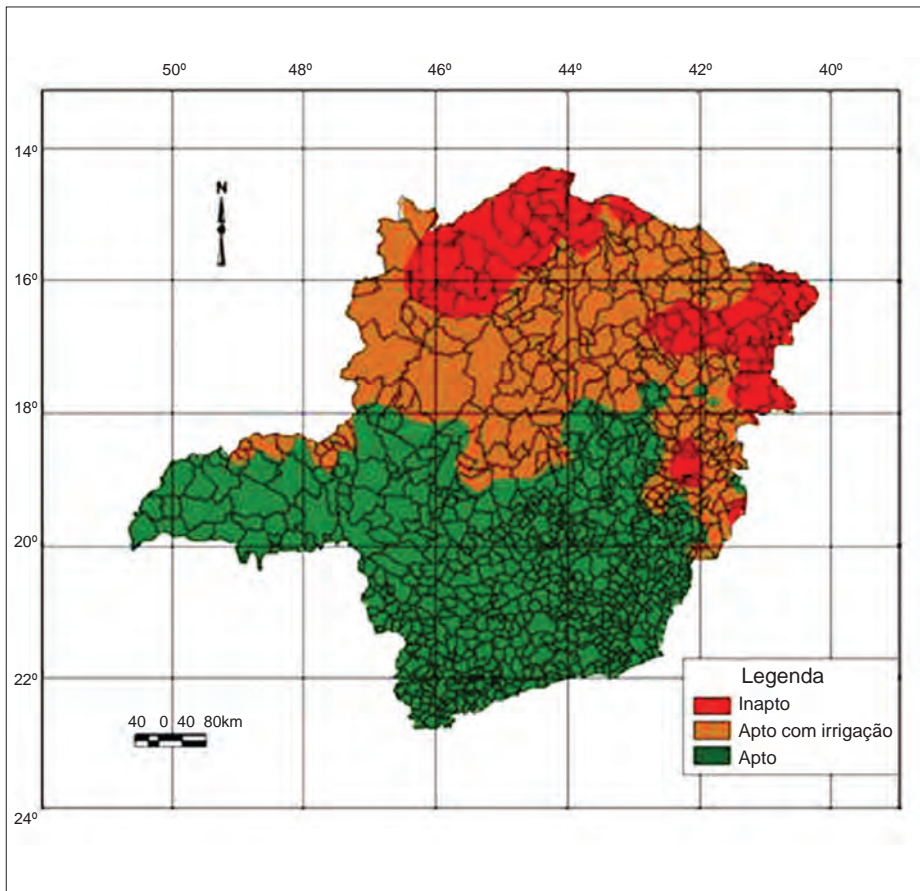 50º 48º 46º 44º 42º 40º
14º
N
16º
18º
20º
22º
Legenda
Inapto
40 0 40 80km
Apto com irrigação
Apto
24º